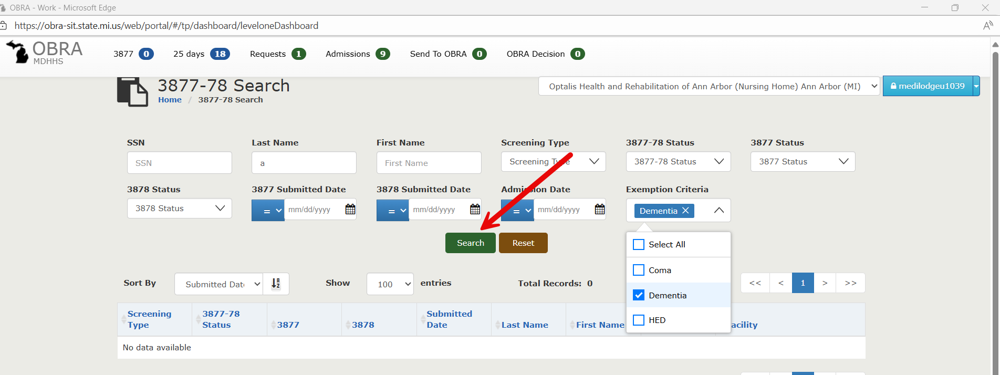 OBRA - Work - Microsoft Edge
https://obra-sit.state.mi.us/web/portal/#/tp/dashboard/leveloneDashboard
OBRA
MDHHS
3877 0 25 days 18 Requests 1 Admissions 9 Send To OBRA 0 OBRA Decision 0
3877-78 Search
Home / 3877-78 Search
Optalis Health and Rehabilitation of Ann Arbor (Nursing Home) Ann Arbor (MI)
medilodgeu1039
SSN Last Name First Name Screening Type 3877-78 Status 3877 Status
SSN a First Name Screening Type 3877-78 Status 3877 Status
3878 Status 3877 Submitted Date 3878 Submitted Date Admission Date Exemption Criteria
3878 Status = mm/dd/yyyy = mm/dd/yyyy = mm/dd/yyyy Dementia
Search Reset
Select All
Coma
Dementia
HED
Sort By Submitted Dat Show 100 entries Total Records: 0 << < 1 > >>
Screening Type 3877-78 Status 3877 3878 Submitted Date Last Name First Name acility
No data available